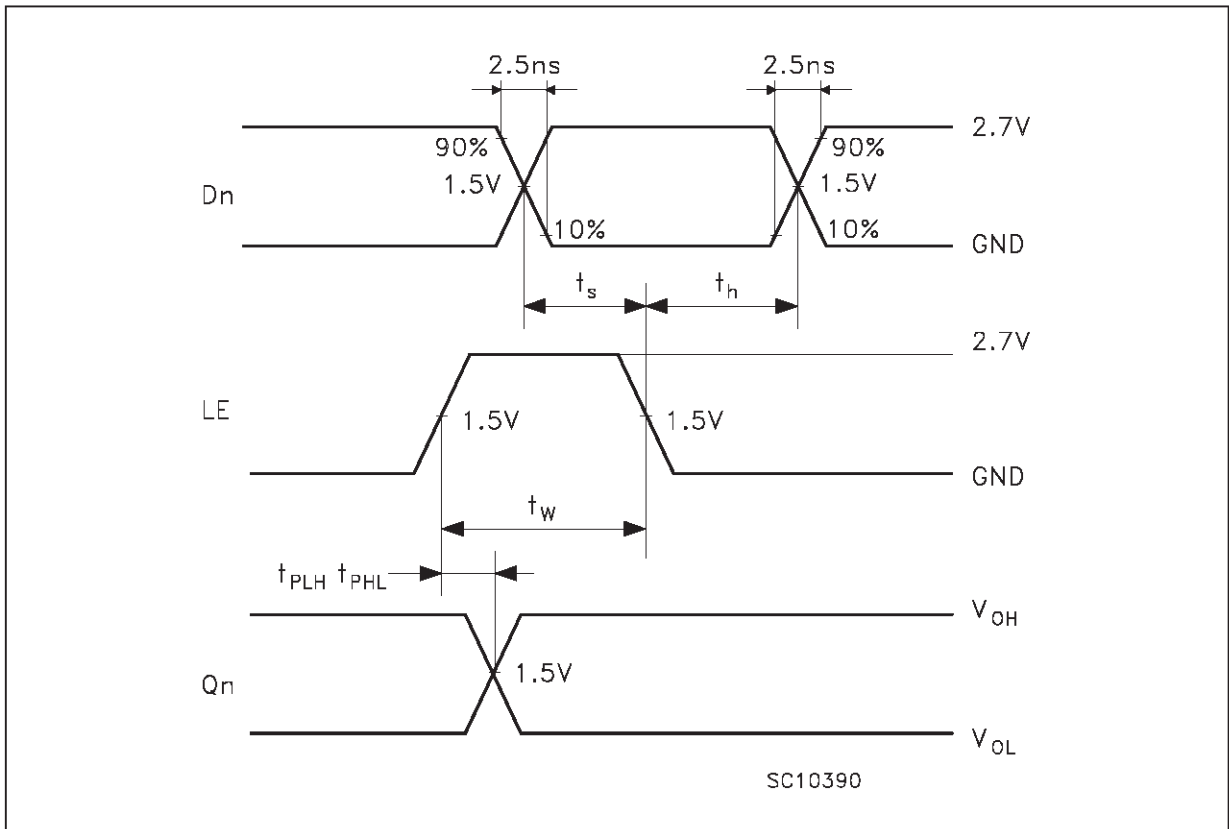 2.5ns 2.5ns
2.7V
90% 90%
Dn 1.5V 1.5V
10% 10%
GND
ts th
2.7V
LE 1.5V 1.5V
GND
tW
tPLH tPHL
VOH
Qn 1.5V
VOL
SC10390